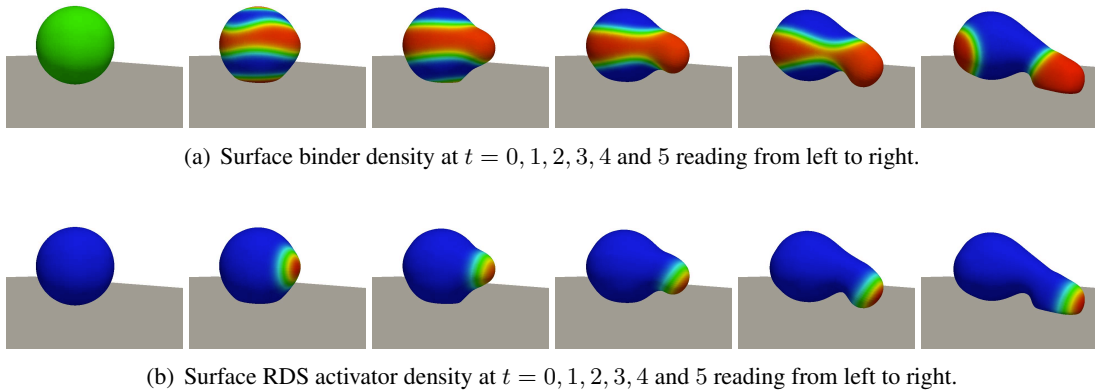 (a) Surface binder density at t = 0, 1, 2, 3, 4 and 5 reading from left to right.
(b) Surface RDS activator density at t = 0, 1, 2, 3, 4 and 5 reading from left to right.